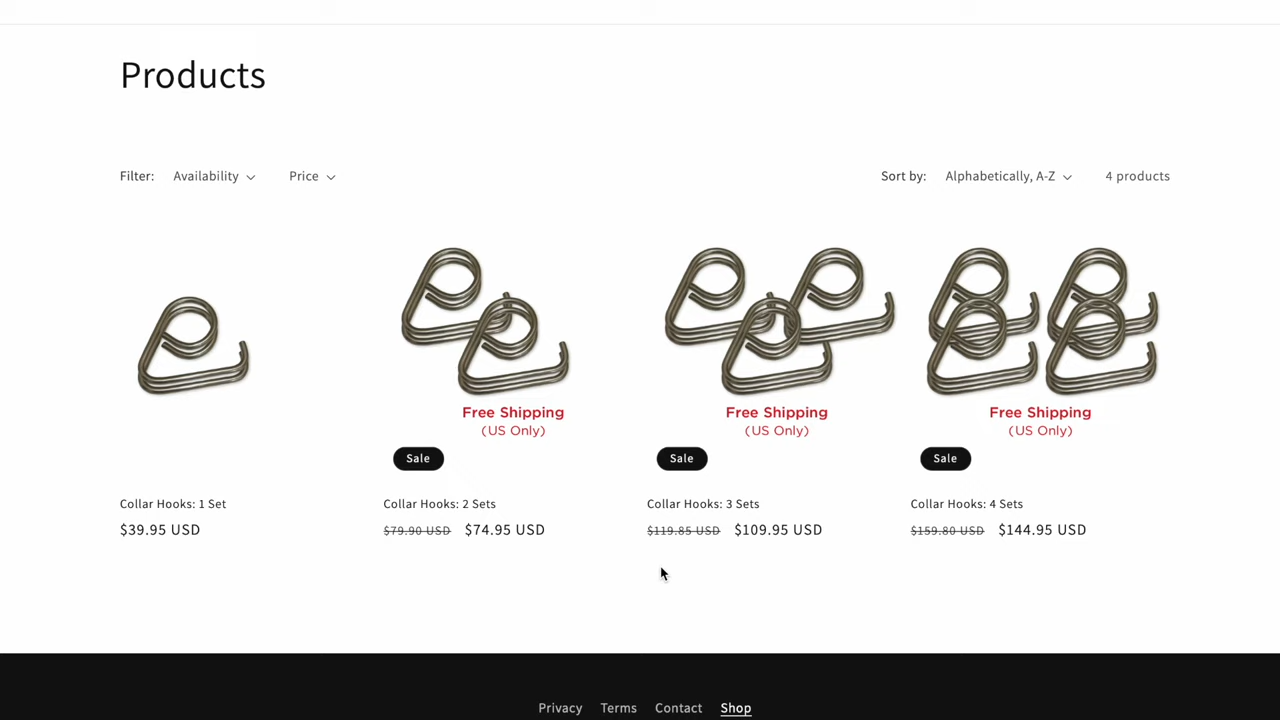 Products
Filter: Availability Price
Sort by: Alphabetically, A-Z 4 products
Free Shipping
(US Only)
Free Shipping
(US Only)
Free Shipping
(US Only)
Sale
Sale
Sale
Collar Hooks: 1 Set
$39.95 USD
Collar Hooks: 2 Sets
$79.90 USD $74.95 USD
Collar Hooks: 3 Sets
$119.85 USD $109.95 USD
Collar Hooks: 4 Sets
$159.80 USD $144.95 USD
Privacy Terms Contact Shop